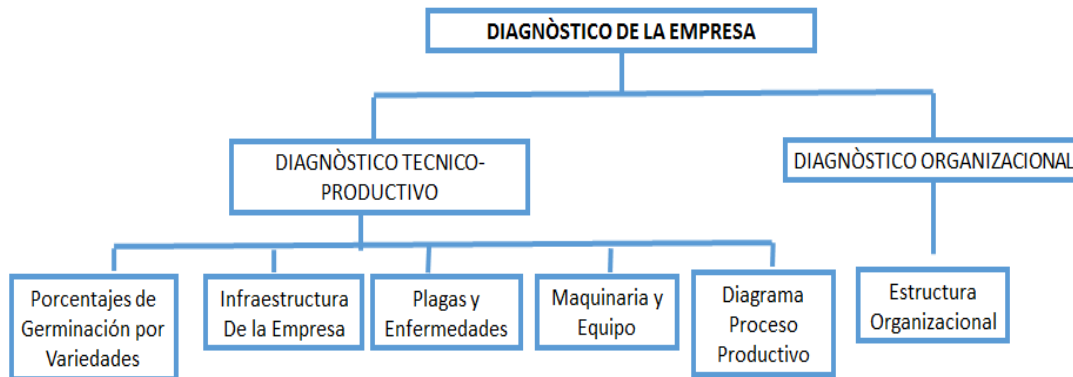 DIAGNÒSTICO DE LA EMPRESA
DIAGNÒSTICO TECNICO-
PRODUCTIVO
DIAGNÒSTICO ORGANIZACIONAL
Porcentajes de
Germinación por
Variedades
Infraestructura
De la Empresa
Plagas y
Enfermedades
Maquinaria y
Equipo
Diagrama
Proceso
Productivo
Estructura
Organizacional